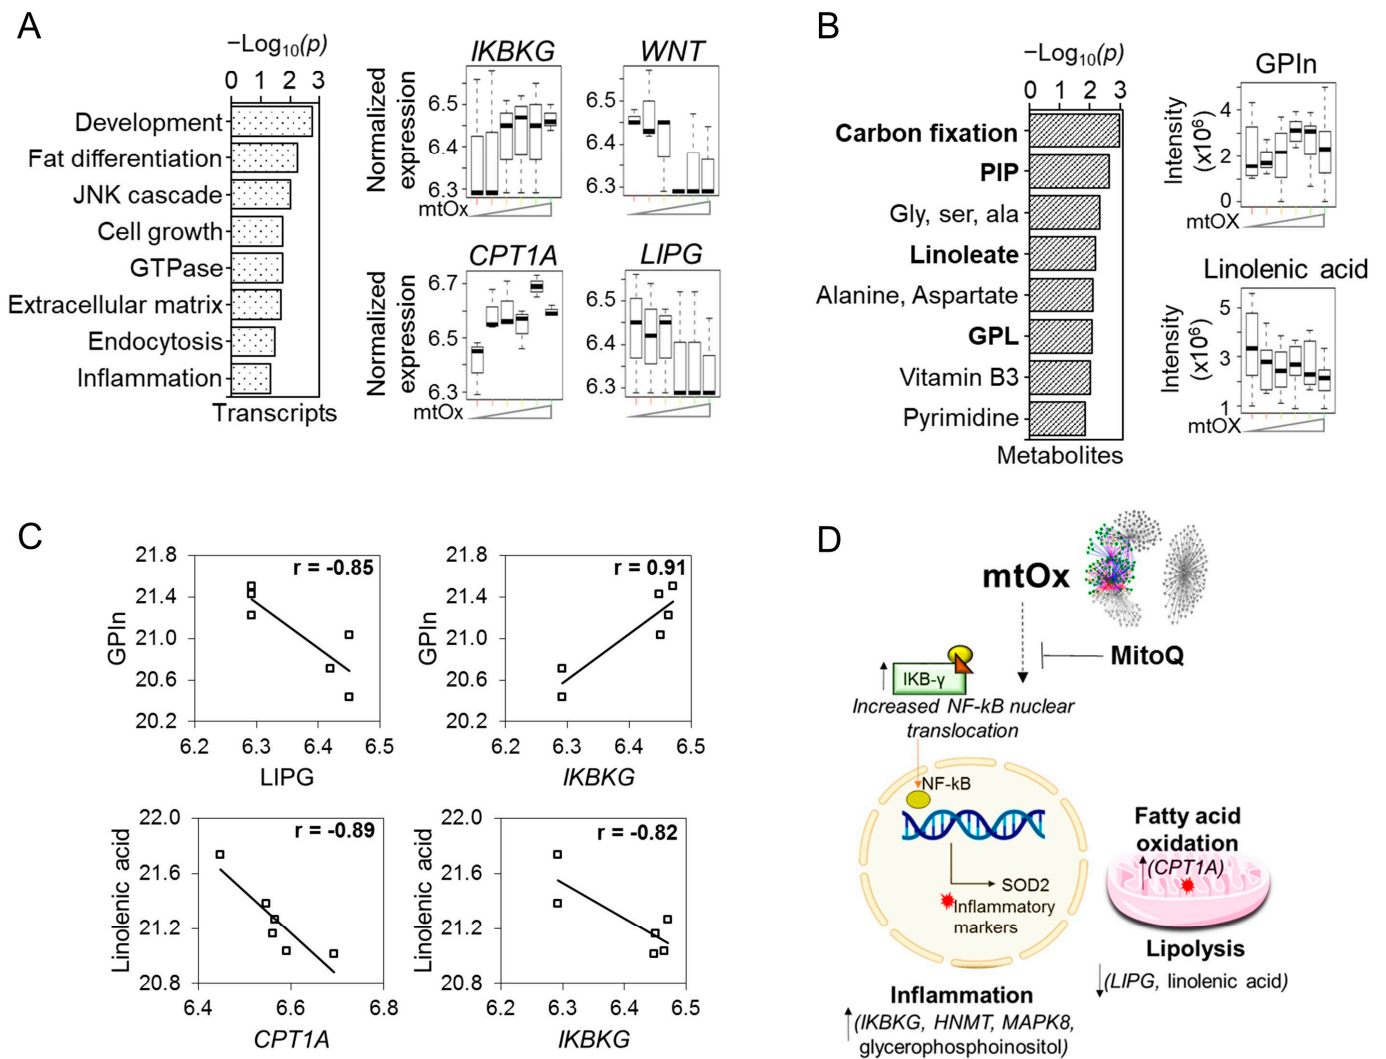 A
−Log10(p)
0 1 2 3
Development
Fat differentiation
JNK cascade
Cell growth
GTPase
Extracellular matrix
Endocytosis
Inflammation
Transcripts
Normalized
expression
IKBKG
6.5
6.4
6.3
mtOx
WNT
6.5
6.4
6.3
Normalized
expression
CPT1A
6.7
6.6
6.5
6.3
mtOx
LIPG
6.5
6.4
6.3
B
−Log10(p)
0 1 2 3
Carbon fixation
PIP
Gly, ser, ala
Linoleate
Alanine, Aspartate
GPL
Vitamin B3
Pyrimidine
Metabolites
GPIn
Intensity
(x10⁶)
4
2
0
mtOX
Linolenic acid
Intensity
(x10⁶)
5
3
1
mtOX
C
GPIn
21.8
21.4
21.0
20.6
20.2
r = -0.85
6.2 6.3 6.4 6.5
LIPG
GPIn
21.8
21.4
21.0
20.6
20.2
r = 0.91
6.2 6.3 6.4 6.5
IKBKG
Linolenic acid
22.0
21.6
21.2
20.8
r = -0.89
6.4 6.6 6.8
CPT1A
Linolenic acid
22.0
21.6
21.2
20.8
r = -0.82
6.2 6.3 6.4 6.5
IKBKG
D
mtOx
MitoQ
IKB-γ
Increased NF-kB nuclear
translocation
NF-kB
SOD2
Inflammatory
markers
Fatty acid
oxidation
(CPT1A)
Lipolysis
(LIPG, linolenic acid)
Inflammation
(IKBKG, HNMT, MAPK8,
glycerophosphoinositol)